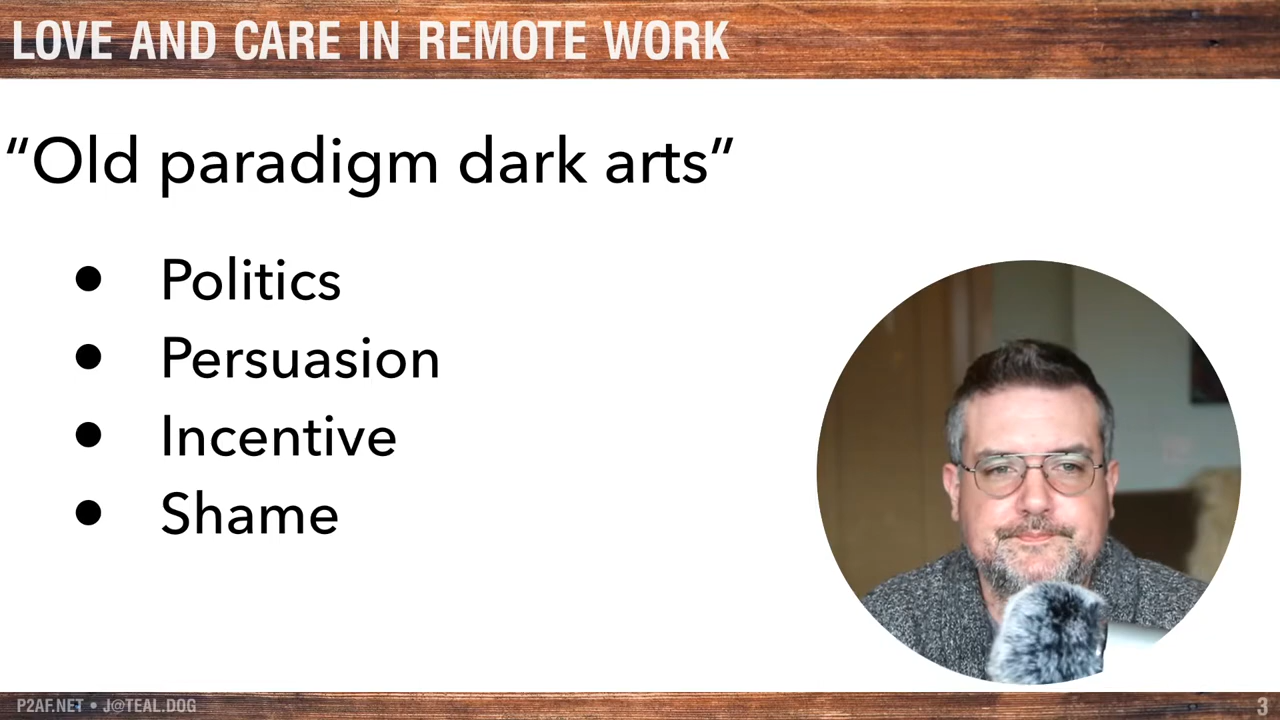 LOVE AND CARE IN REMOTE WORK
“Old paradigm dark arts”
● Politics
● Persuasion
● Incentive
● Shame
P2AF.NET • J@TEAL.DOG
3